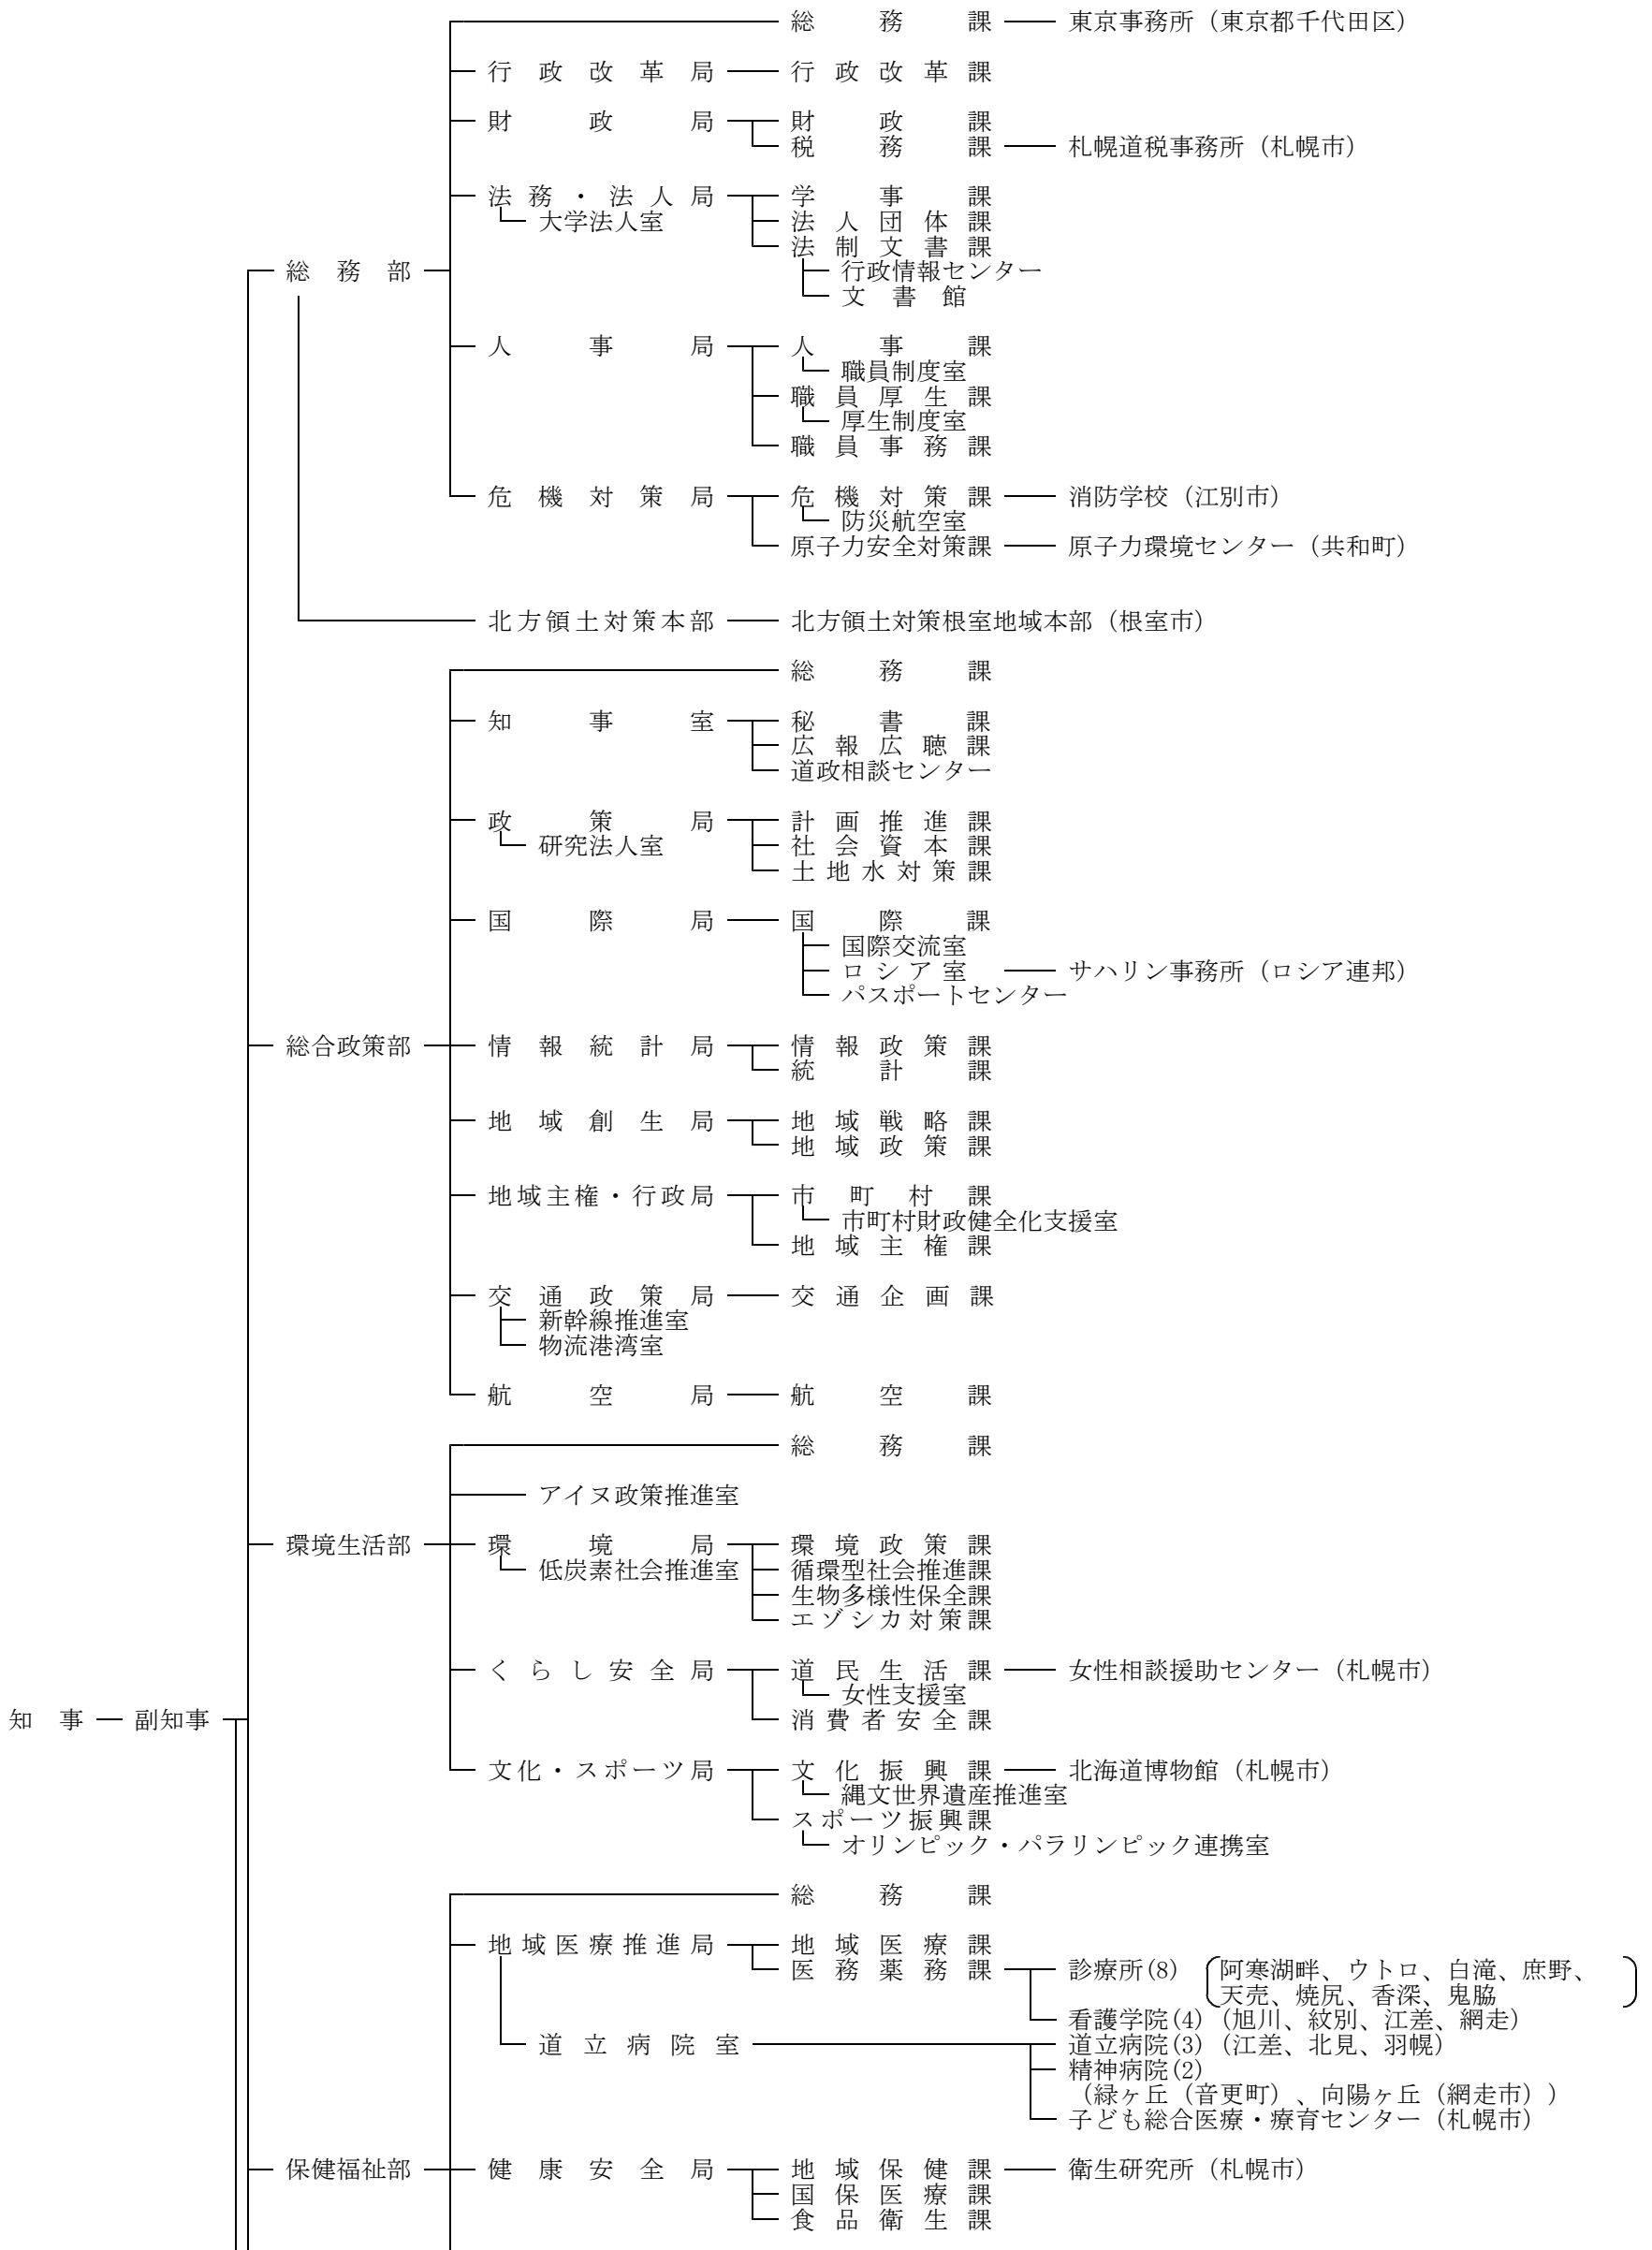 総務課 東京事務所（東京都千代田区）
行政改革局 行政改革課
財政局 財政課
税務課 札幌道税事務所（札幌市）
法務・法人局 学事課
大学法人室 法人団体課
法制文書課
総務部 行政情報センター
文書館
人事局 人事課
職員制度室
職員厚生課
厚生制度室
職員事務課
危機対策局 危機対策課 消防学校（江別市）
防災航空室
原子力安全対策課 原子力環境センター（共和町）
北方領土対策本部 北方領土対策根室地域本部（根室市）
総務課
知事室 秘書課
広報広聴課
道政相談センター
政策局 計画推進課
研究法人室 社会資本課
土地水対策課
国際局 国際課
国際交流室
ロシア室 サハリン事務所（ロシア連邦）
パスポートセンター
総合政策部 情報統計局 情報政策課
統計課
地域創生局 地域戦略課
地域政策課
地域主権・行政局 市町村課
市町村財政健全化支援室
地域主権課
交通政策局 交通企画課
新幹線推進室
物流港湾室
航空局 航空課
総務課
アイヌ政策推進室
環境生活部 環境局 環境政策課
低炭素社会推進室 循環型社会推進課
生物多様性保全課
エゾシカ対策課
くらし安全局 道民生活課 女性相談援助センター（札幌市）
女性支援室
知事 副知事 消費者安全課
文化・スポーツ局 文化振興課 北海道博物館（札幌市）
縄文世界遺産推進室
スポーツ振興課
オリンピック・パラリンピック連携室
総務課
地域医療推進局 地域医療課
医務薬務課 診療所(8) 阿寒湖畔、ウトロ、白滝、庶野、
天売、焼尻、香深、鬼脇
看護学院(4)（旭川、紋別、江差、網走）
道立病院室 道立病院(3)（江差、北見、羽幌）
精神病院(2)
（緑ヶ丘（音更町）、向陽ヶ丘（網走市））
子ども総合医療・療育センター（札幌市）
保健福祉部 健康安全局 地域保健課 衛生研究所（札幌市）
国保医療課
食品衛生課